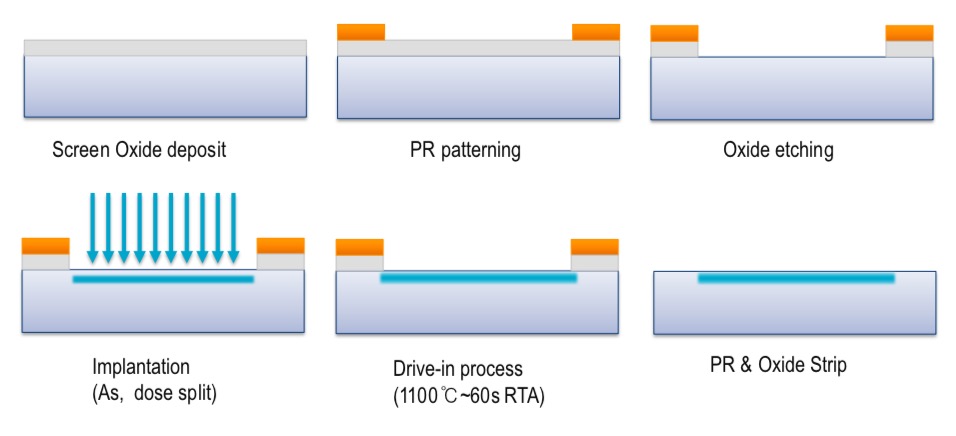 Screen Oxide deposit
PR patterning
Oxide etching
Implantation
(As, dose split)
Drive-in process
(1100℃~60s RTA)
PR & Oxide Strip